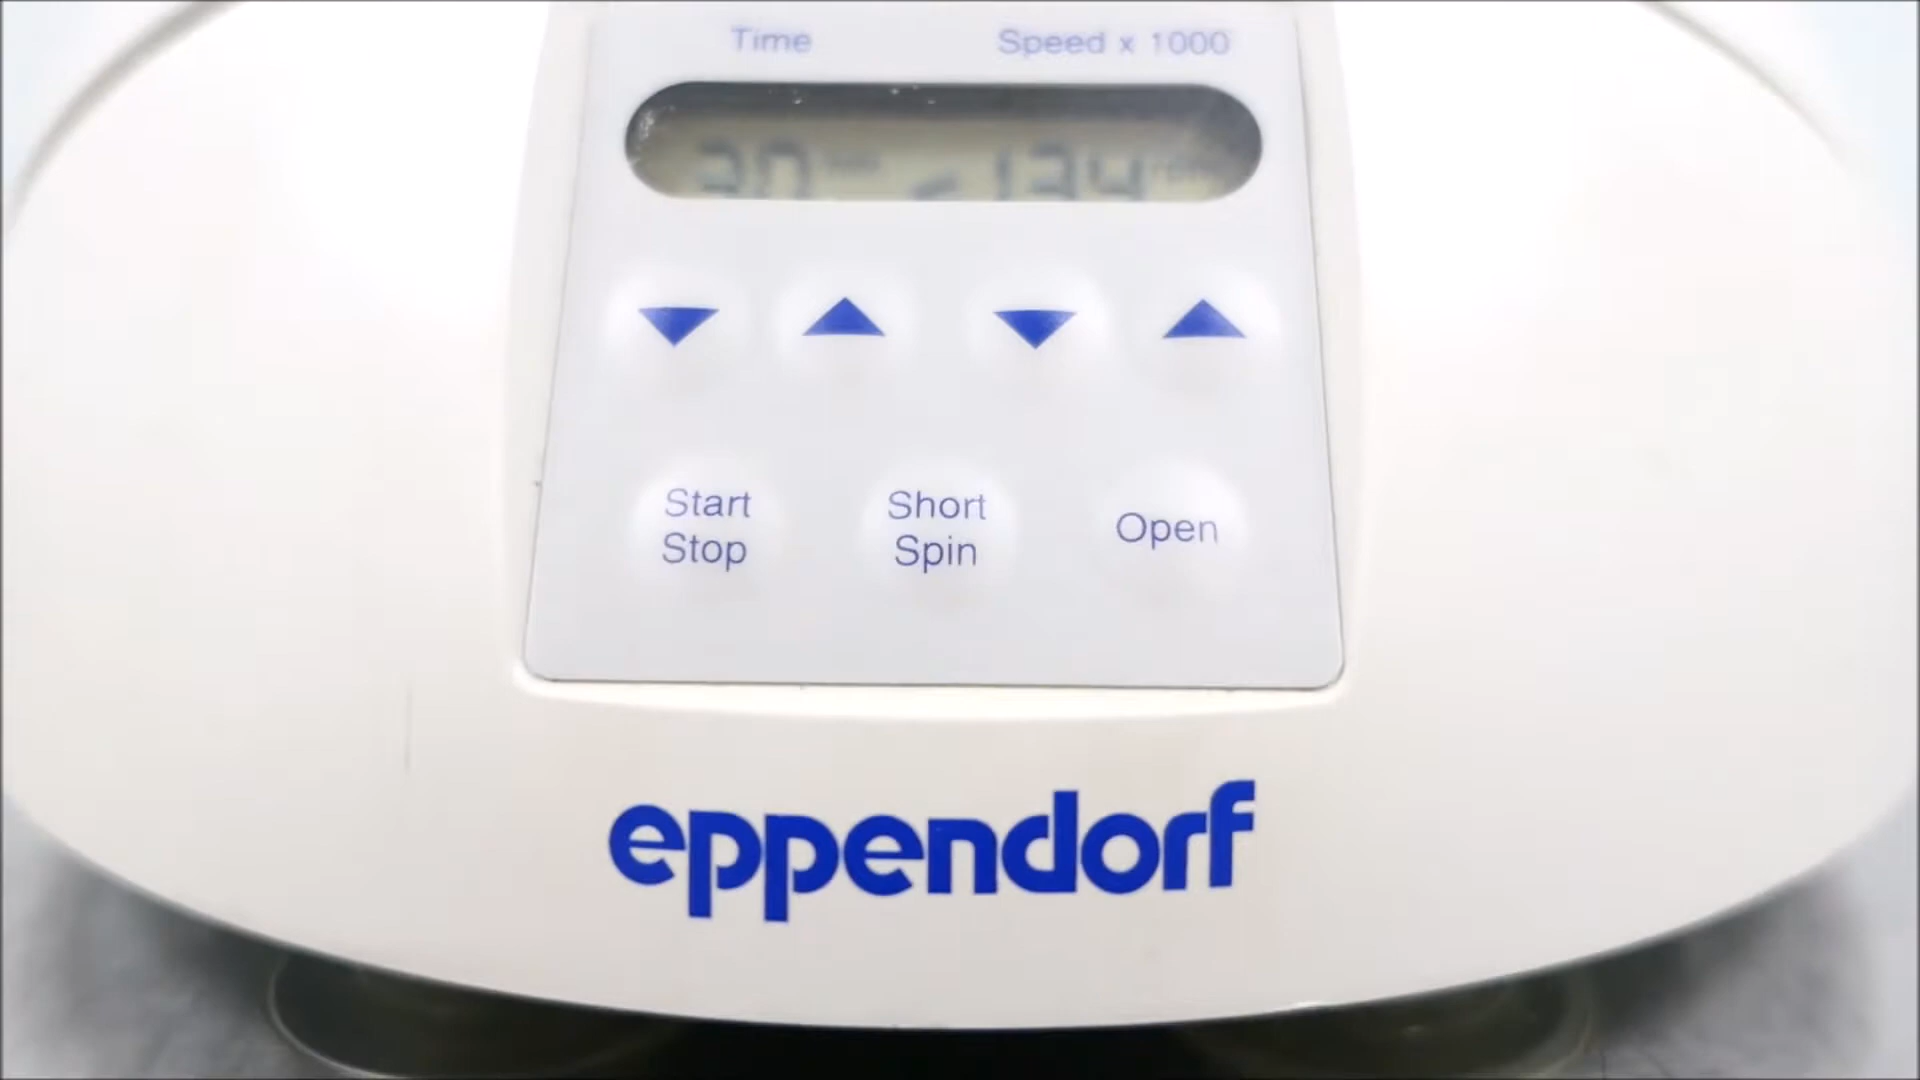 Time Speed x 1000
Start Short Open
Stop Spin
eppendorf